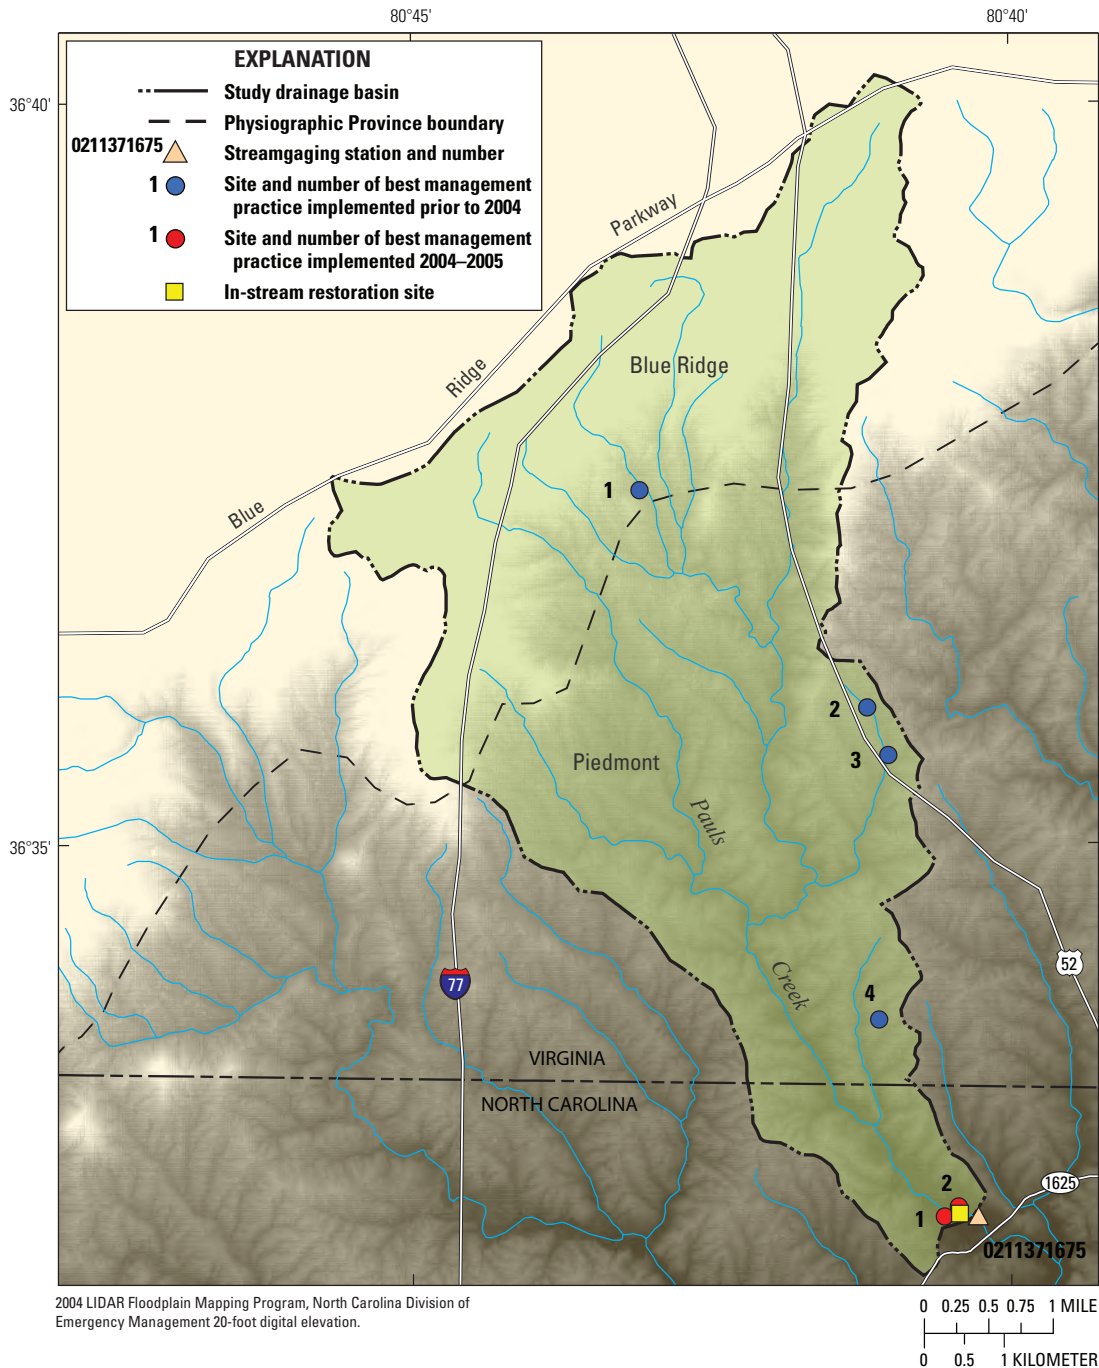 80°45'
80°40'
36°40'
EXPLANATION
Study drainage basin
Physiographic Province boundary
0211371675
Streamgaging station and number
1
Site and number of best management
practice implemented prior to 2004
1
Site and number of best management
practice implemented 2004–2005
In-stream restoration site
Parkway
Ridge
Blue
Blue Ridge
1
2
3
Piedmont
Pauls
36°35'
52
77
Creek
4
VIRGINIA
NORTH CAROLINA
2
1625
1
0211371675
2004 LIDAR Floodplain Mapping Program, North Carolina Division of
Emergency Management 20-foot digital elevation.
0 0.25 0.5 0.75 1 MILE
0 0.5 1 KILOMETER